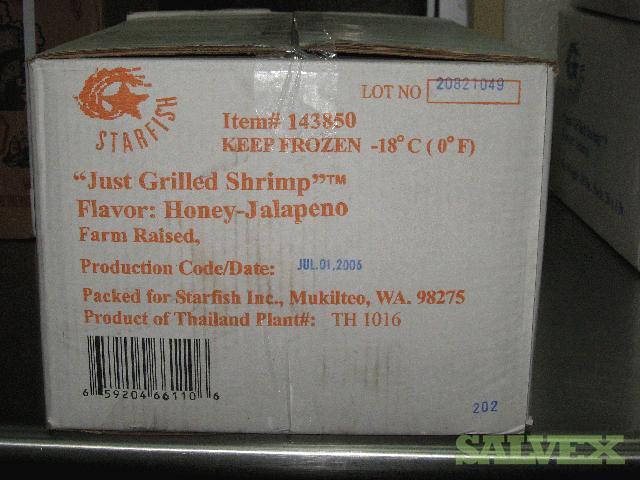 STARFISH
LOT NO 20821049
Item# 143850
KEEP FROZEN -18°C ( 0°F)
“Just Grilled Shrimp”™
Flavor: Honey-Jalapeno
Farm Raised,
Production Code/Date: JUL.01,2006
Packed for Starfish Inc., Mukilteo, WA. 98275
Product of Thailand Plant#: TH 1016
6 59204 66110 6
202
SALVEX